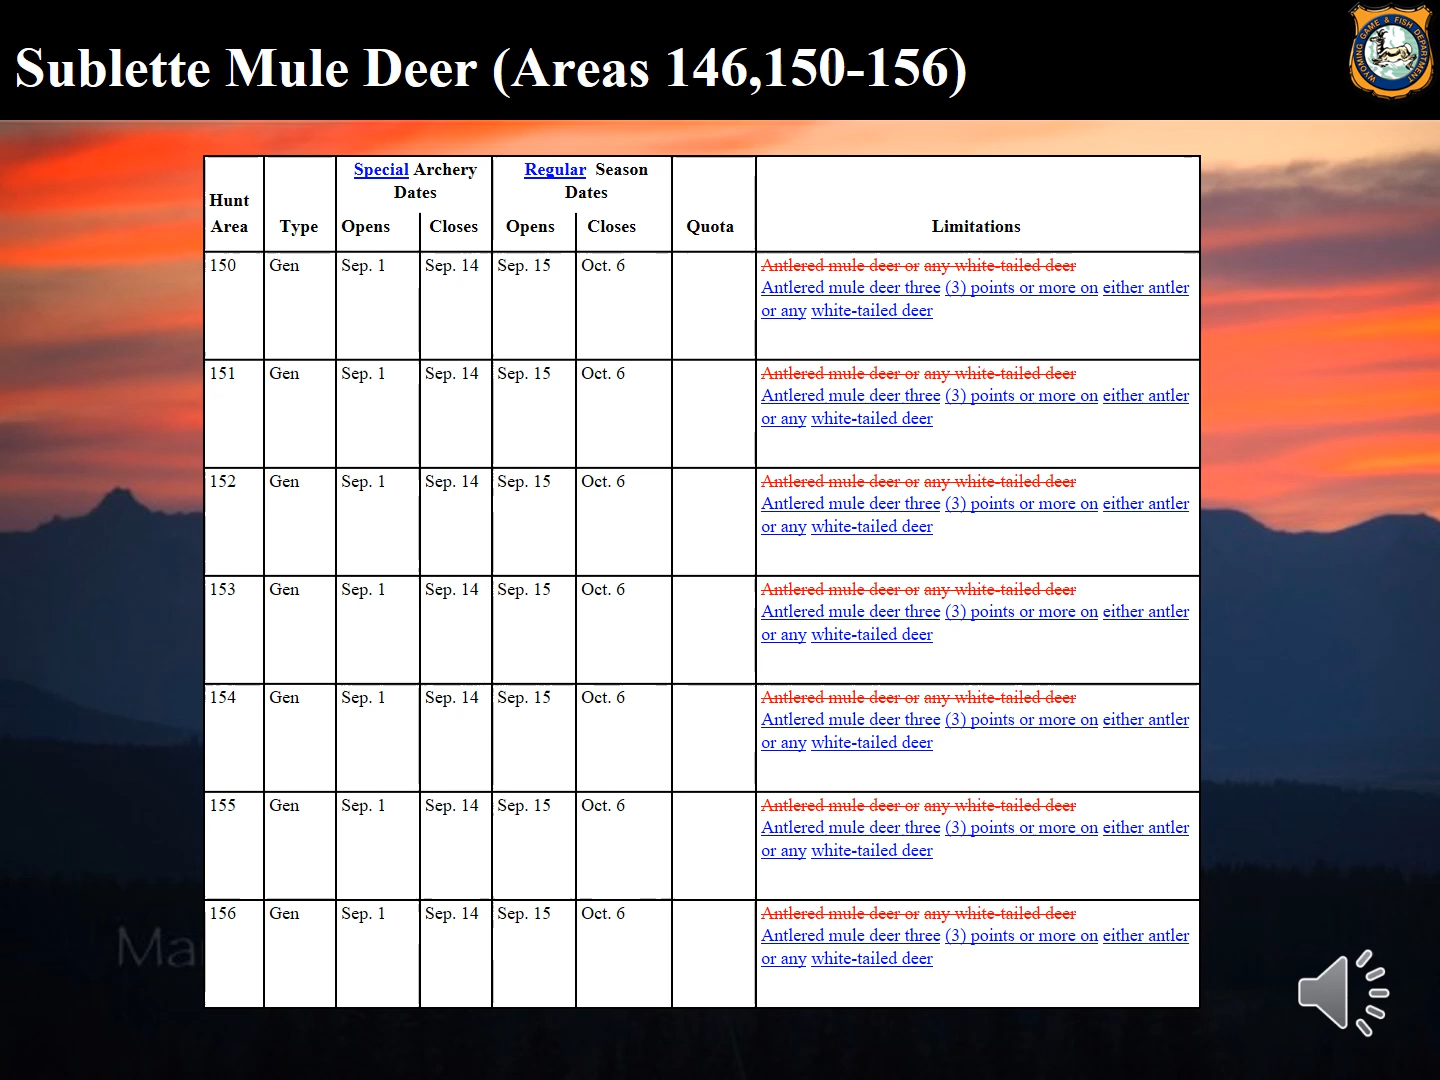 Sublette Mule Deer (Areas 146,150-156)
WYOMING GAME & FISH DEPARTMENT
Special Archery Dates
Regular Season Dates
Hunt Area Type Opens Closes Opens Closes Quota Limitations
150 Gen Sep. 1 Sep. 14 Sep. 15 Oct. 6 Antlered mule deer or any white-tailed deer
Antlered mule deer three (3) points or more on either antler
or any white-tailed deer
151 Gen Sep. 1 Sep. 14 Sep. 15 Oct. 6 Antlered mule deer or any white-tailed deer
Antlered mule deer three (3) points or more on either antler
or any white-tailed deer
152 Gen Sep. 1 Sep. 14 Sep. 15 Oct. 6 Antlered mule deer or any white-tailed deer
Antlered mule deer three (3) points or more on either antler
or any white-tailed deer
153 Gen Sep. 1 Sep. 14 Sep. 15 Oct. 6 Antlered mule deer or any white-tailed deer
Antlered mule deer three (3) points or more on either antler
or any white-tailed deer
154 Gen Sep. 1 Sep. 14 Sep. 15 Oct. 6 Antlered mule deer or any white-tailed deer
Antlered mule deer three (3) points or more on either antler
or any white-tailed deer
155 Gen Sep. 1 Sep. 14 Sep. 15 Oct. 6 Antlered mule deer or any white-tailed deer
Antlered mule deer three (3) points or more on either antler
or any white-tailed deer
156 Gen Sep. 1 Sep. 14 Sep. 15 Oct. 6 Antlered mule deer or any white-tailed deer
Antlered mule deer three (3) points or more on either antler
or any white-tailed deer